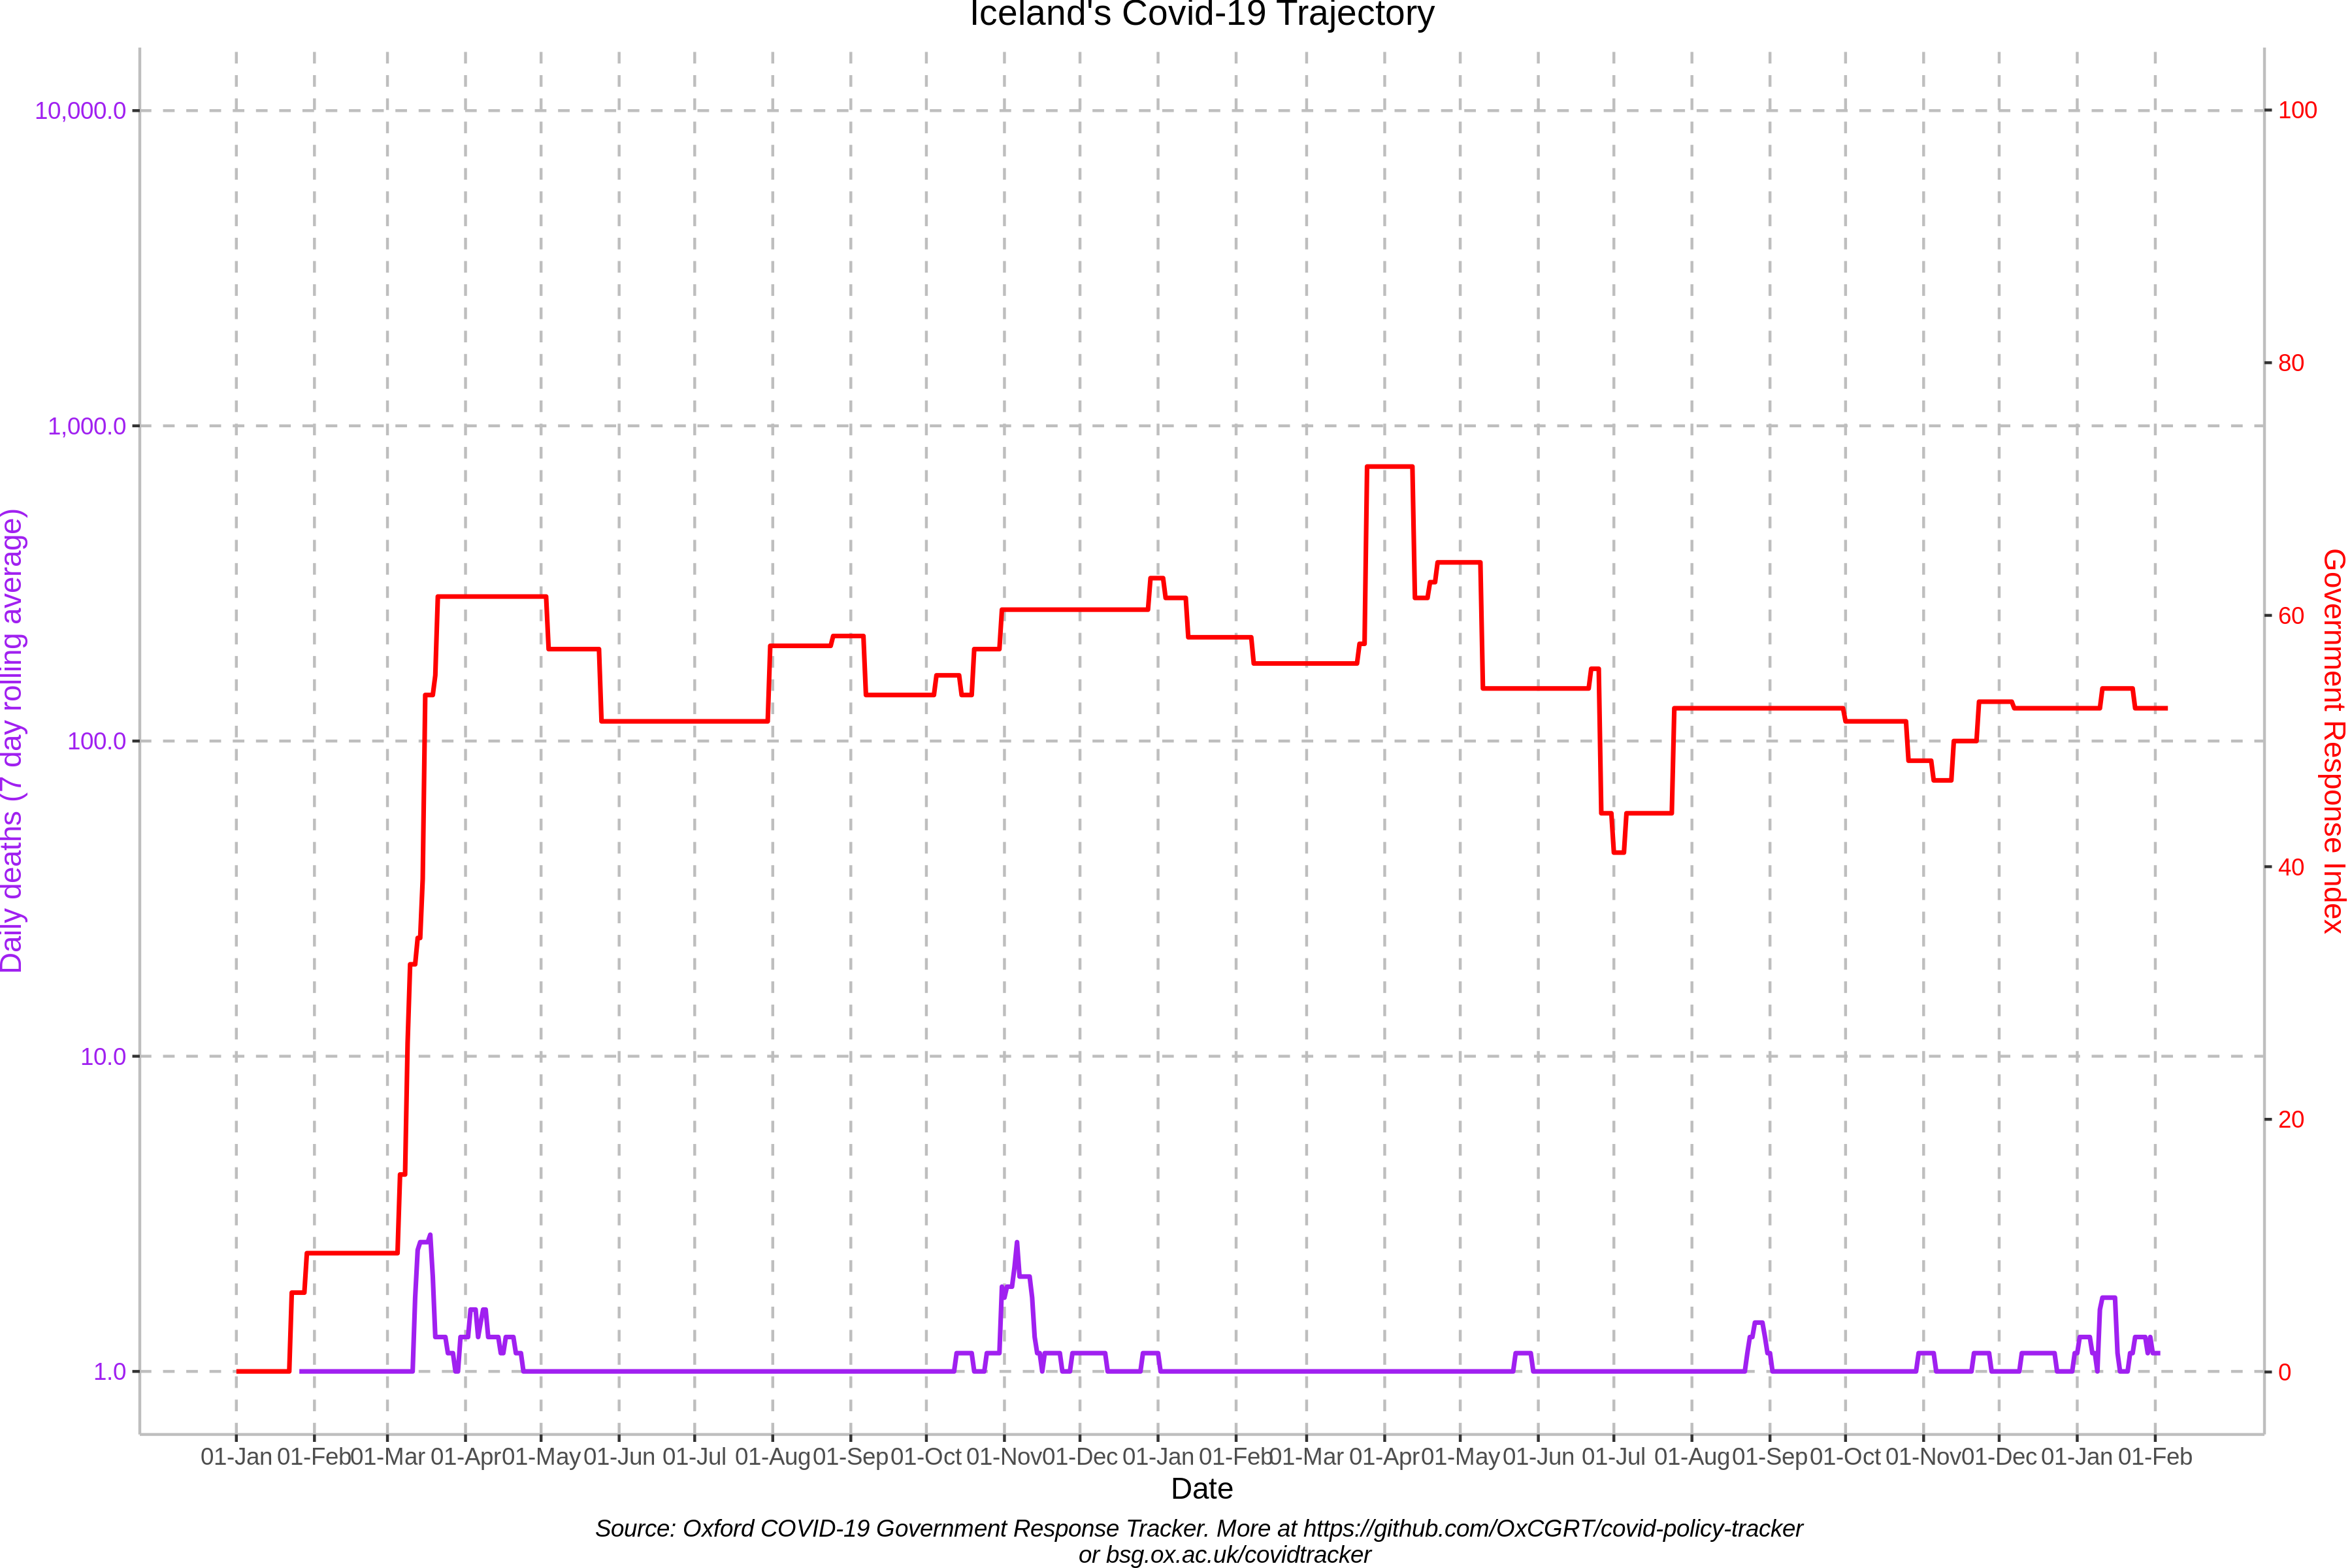 Iceland's Covid-19 Trajectory
10,000.0
1,000.0
100.0
10.0
1.0
Daily deaths (7 day rolling average)
100
80
60
40
20
0
Government Response Index
01-Jan 01-Feb 01-Mar 01-Apr 01-May 01-Jun 01-Jul 01-Aug 01-Sep 01-Oct 01-Nov 01-Dec 01-Jan 01-Feb 01-Mar 01-Apr 01-May 01-Jun 01-Jul 01-Aug 01-Sep 01-Oct 01-Nov 01-Dec 01-Jan 01-Feb
Date
Source: Oxford COVID-19 Government Response Tracker. More at https://github.com/OxCGRT/covid-policy-tracker
or bsg.ox.ac.uk/covidtracker